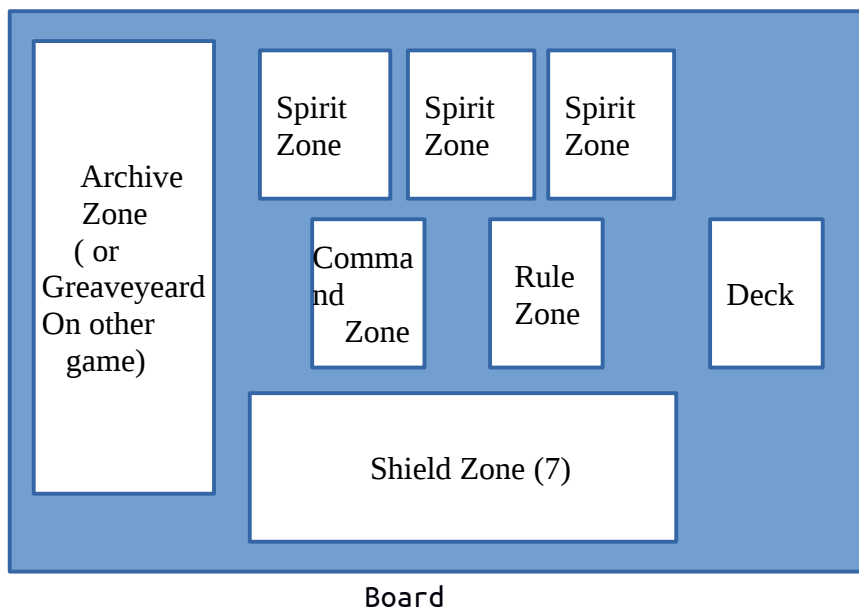 Archive
Zone
( or
Greaveyeard
On other
game)
Spirit
Zone
Spirit
Zone
Spirit
Zone
Comma
nd
Zone
Rule
Zone
Deck
Shield Zone (7)
Board